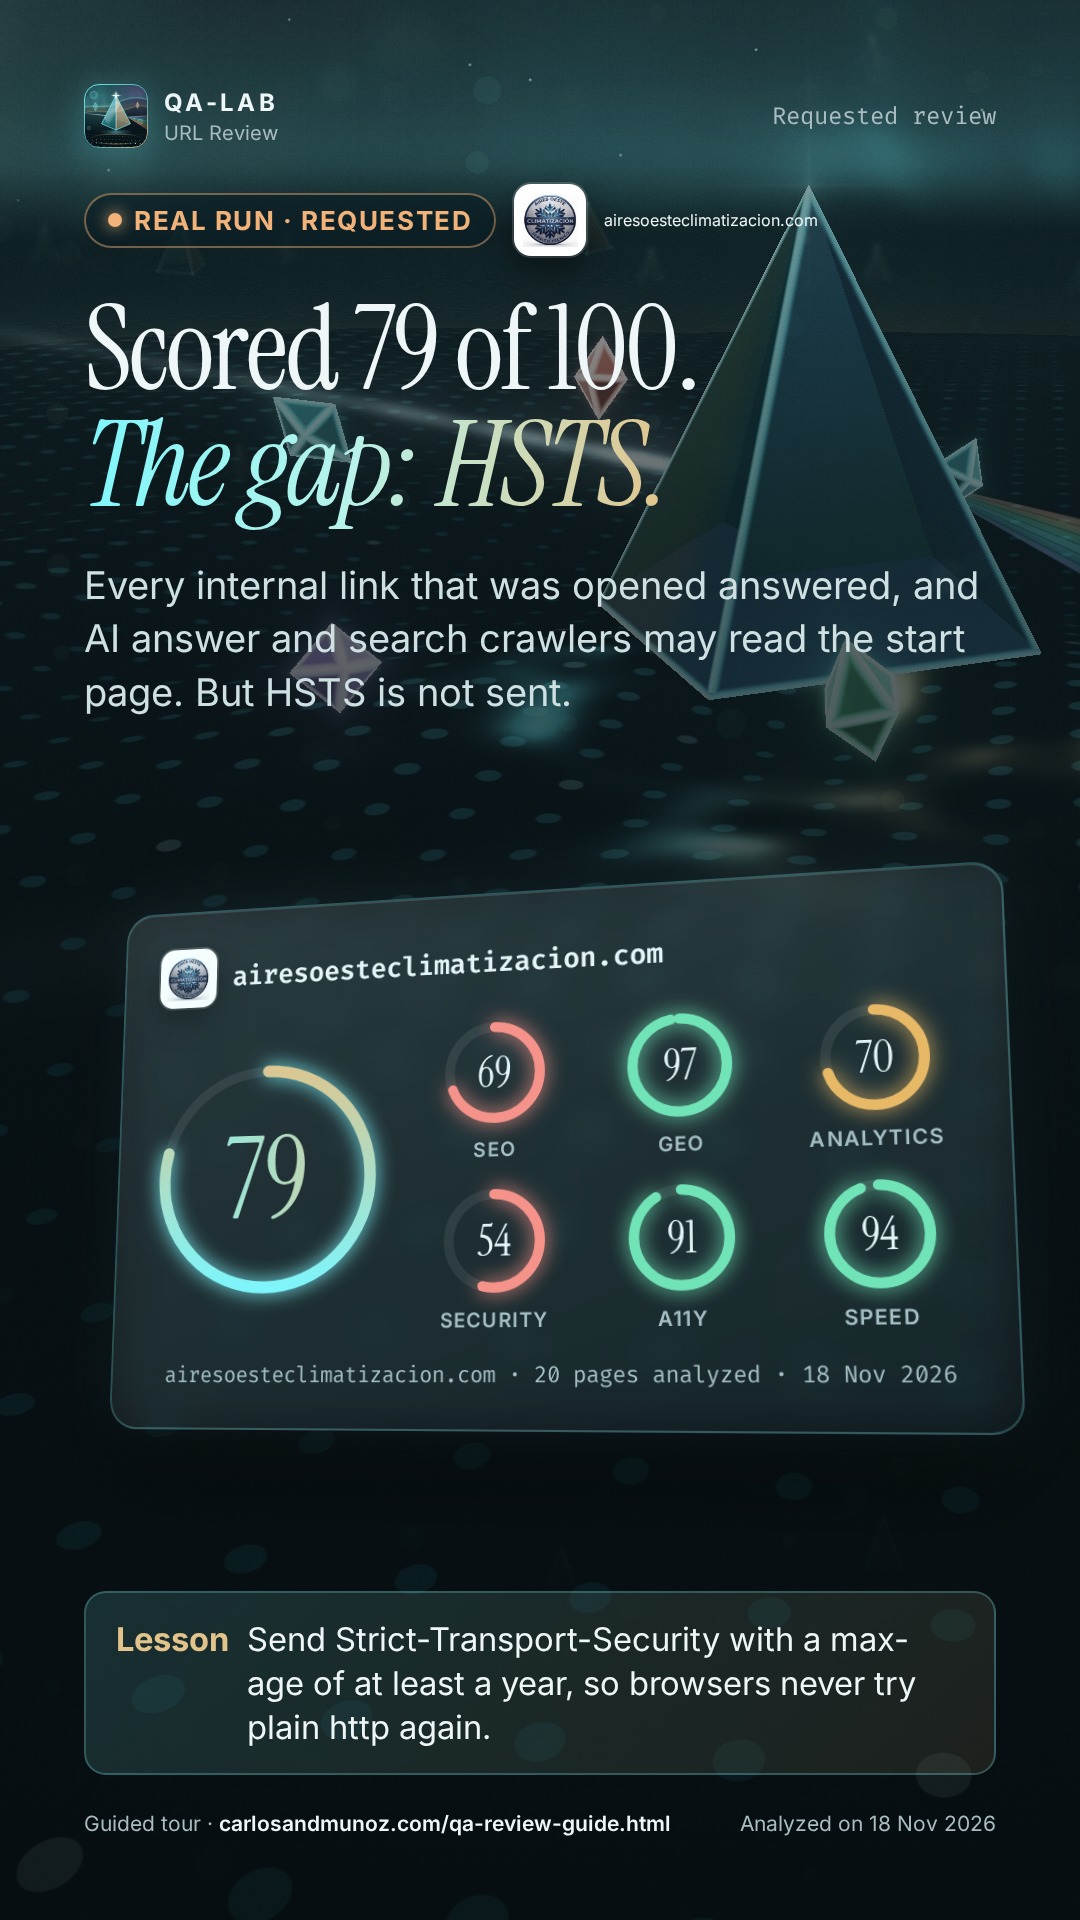 QA-LAB
URL Review
Requested review
REAL RUN · REQUESTED
CLIMATIZACIÓN
airesoesteclimatizacion.com
Scored 79 of 100.
The gap: HSTS.
Every internal link that was opened answered, and
AI answer and search crawlers may read the start
page. But HSTS is not sent.
airesoesteclimatizacion.com
69
97
70
SEO
GEO
ANALYTICS
79
54
91
94
SECURITY
A11Y
SPEED
airesoesteclimatizacion.com · 20 pages analyzed · 18 Nov 2026
Lesson Send Strict-Transport-Security with a max-
age of at least a year, so browsers never try
plain http again.
Guided tour · carlosandmunoz.com/qa-review-guide.html
Analyzed on 18 Nov 2026